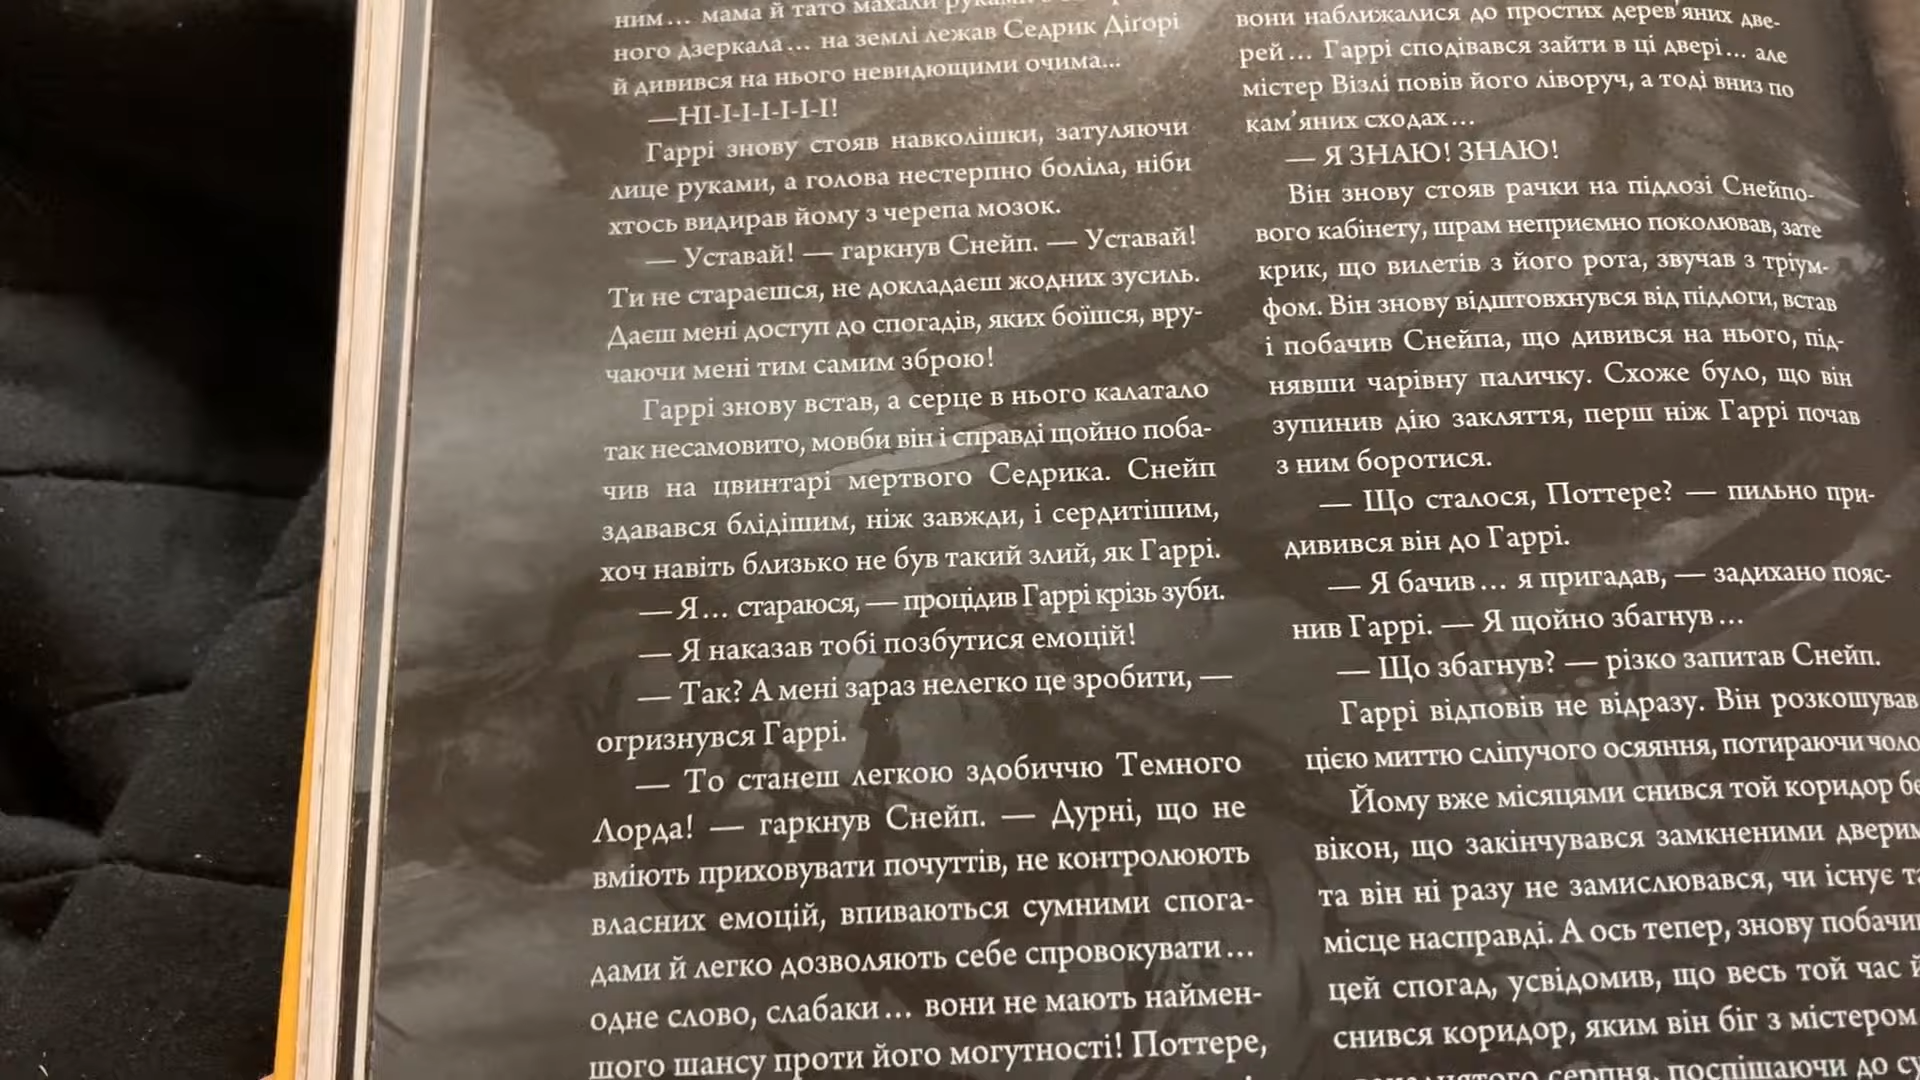 ним… мама й тато махали
ного дзеркала… на землі лежав Седрик Діґорі
й дивився на нього невидющими очима...
—НІ-І-І-І-І-І-І!
Гаррі знову стояв навколішки, затуляючи
лице руками, а голова нестерпно боліла, ніби
хтось видирав йому з черепа мозок.
— Уставай! — гаркнув Снейп. — Уставай!
Ти не стараєшся, не докладаєш жодних зусиль.
Даєш мені доступ до спогадів, яких боїшся, вру-
чаючи мені тим самим зброю!
Гаррі знову встав, а серце в нього калатало
так несамовито, мовби він і справді щойно поба-
чив на цвинтарі мертвого Седрика. Снейп
здавався блідішим, ніж завжди, і сердитішим,
хоч навіть близько не був такий злий, як Гаррі.
— Я… стараюся, — процідив Гаррі крізь зуби.
— Я наказав тобі позбутися емоцій!
— Так? А мені зараз нелегко це зробити, —
огризнувся Гаррі.
— То станеш легкою здобиччю Темного
Лорда! — гаркнув Снейп. — Дурні, що не
вміють приховувати почуттів, не контролюють
власних емоцій, впиваються сумними спога-
дами й легко дозволяють себе спровокувати…
одне слово, слабаки… вони не мають наймен-
шого шансу проти його могутності! Поттере,
вони наближалися до простих дерев'яних две-
рей… Гаррі сподівався зайти в ці двері… але
містер Візлі повів його ліворуч, а тоді вниз по
кам'яних сходах…
— Я ЗНАЮ! ЗНАЮ!
Він знову стояв рачки на підлозі Снейпо-
вого кабінету, шрам неприємно поколював, зате
крик, що вилетів з його рота, звучав з тріум-
фом. Він знову відштовхнувся від підлоги, встав
і побачив Снейпа, що дивився на нього, під-
нявши чарівну паличку. Схоже було, що він
зупинив дію закляття, перш ніж Гаррі почав
з ним боротися.
— Що сталося, Поттере? — пильно при-
дивився він до Гаррі.
— Я бачив… я пригадав, — задихано пояс-
нив Гаррі. — Я щойно збагнув…
— Що збагнув? — різко запитав Снейп.
Гаррі відповів не відразу. Він розкошував
цією миттю сліпучого осяяння, потираючи чоло
Йому вже місяцями снився той коридор бе
вікон, що закінчувався замкненими дверим
та він ні разу не замислювався, чи існує та
місце насправді. А ось тепер, знову побачи
цей спогад, усвідомив, що весь той час й
снився коридор, яким він біг з містером
серпня, поспішаючи до су